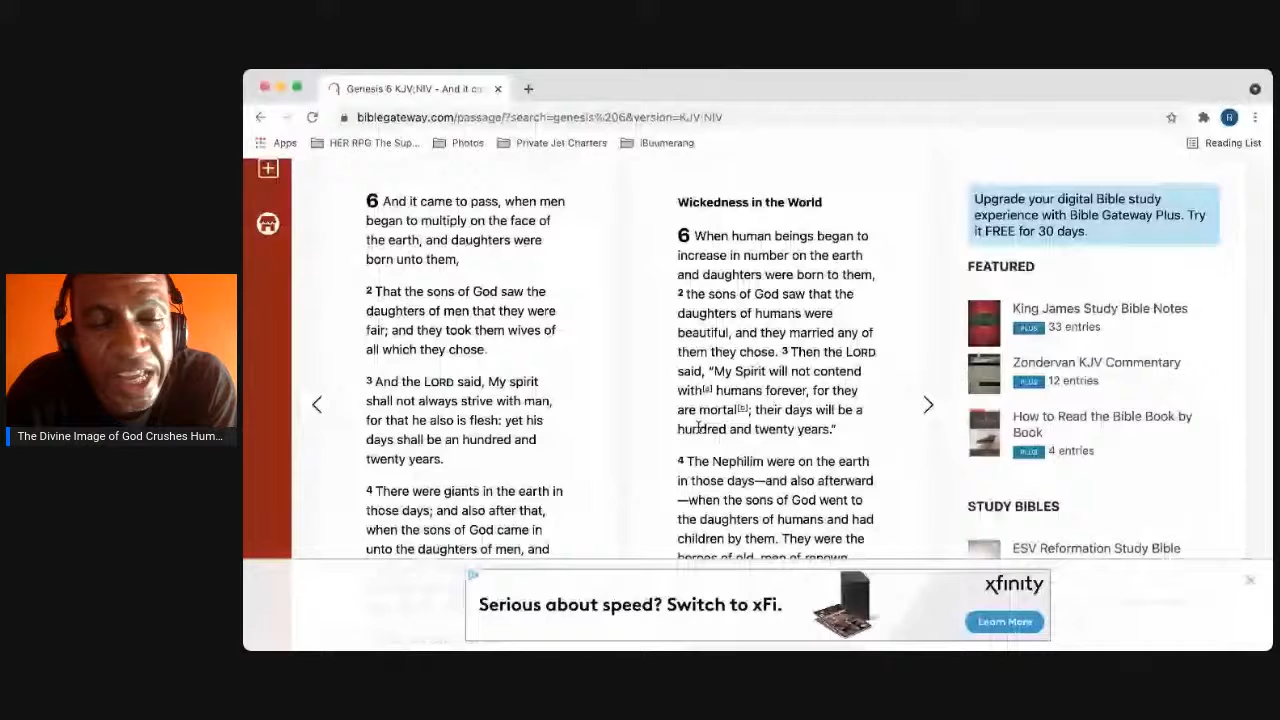 Genesis 6 KJV;NIV - And it c
biblegateway.com/passage/?search=genesis%206&version=KJV;NIV
R
Apps
HER RPG The Sup...
Photos
Private Jet Charters
iBuumerang
Reading List
6 And it came to pass, when men
began to multiply on the face of
the earth, and daughters were
born unto them,
2 That the sons of God saw the
daughters of men that they were
fair; and they took them wives of
all which they chose.
3 And the LORD said, My spirit
shall not always strive with man,
for that he also is flesh: yet his
days shall be an hundred and
twenty years.
4 There were giants in the earth in
those days; and also after that,
when the sons of God came in
unto the daughters of men, and
Wickedness in the World
6 When human beings began to
increase in number on the earth
and daughters were born to them,
2 the sons of God saw that the
daughters of humans were
beautiful, and they married any of
them they chose. 3 Then the LORD
said, “My Spirit will not contend
with[a] humans forever, for they
are mortal[b]; their days will be a
hundred and twenty years.”
4 The Nephilim were on the earth
in those days—and also afterward
—when the sons of God went to
the daughters of humans and had
children by them. They were the
heroes of old, men of renown
Upgrade your digital Bible study
experience with Bible Gateway Plus. Try
it FREE for 30 days.
FEATURED
King James Study Bible Notes
PLUS 33 entries
Zondervan KJV Commentary
PLUS 12 entries
How to Read the Bible Book by
Book
PLUS 4 entries
STUDY BIBLES
ESV Reformation Study Bible
The Divine Image of God Crushes Hum...
Serious about speed? Switch to xFi.
xfinity
Learn More